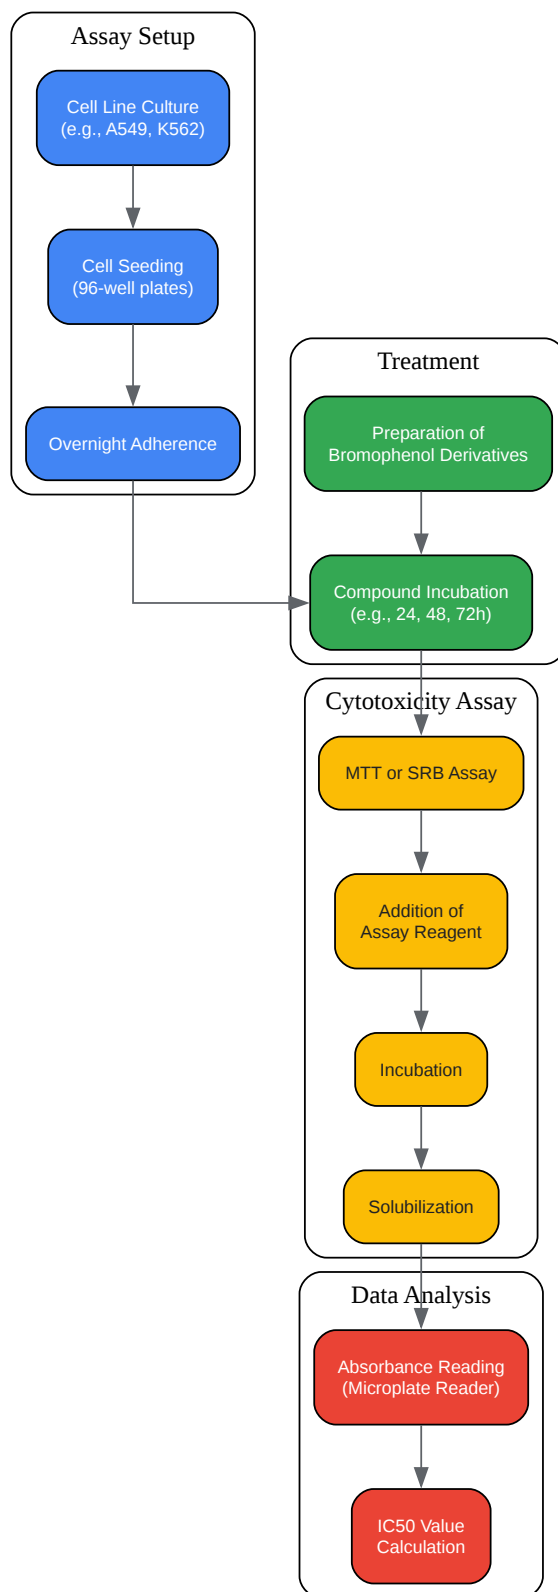 Assay Setup
Cell Line Culture
(e.g., A549, K562)
Cell Seeding
(96-well plates)
Overnight Adherence
Treatment
Preparation of
Bromophenol Derivatives
Compound Incubation
(e.g., 24, 48, 72h)
Cytotoxicity Assay
MTT or SRB Assay
Addition of
Assay Reagent
Incubation
Solubilization
Data Analysis
Absorbance Reading
(Microplate Reader)
IC50 Value
Calculation